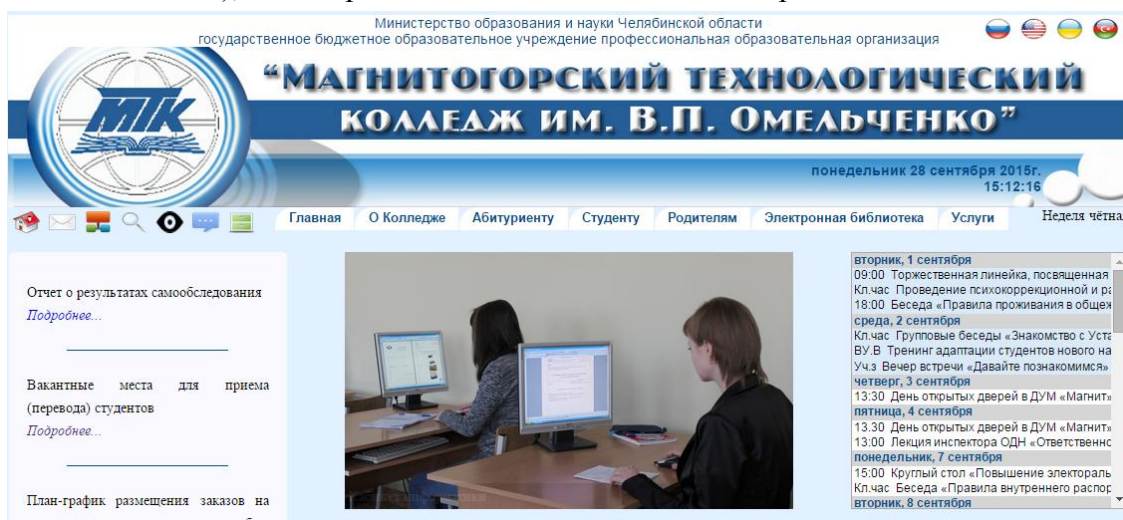 Министерство образования и науки Челябинской области
государственное бюджетное образовательное учреждение профессиональная образовательная организация
“Магнитогорский технологический
колледж им. В.П. Омельченко”
МТК
понедельник 28 сентября 2015г.
15:12:16
Главная О Колледже Абитуриенту Студенту Родителям Электронная библиотека Услуги Неделя чётна
Отчет о результатах самообследования
Подробнее...
Вакантные места для приема
(перевода) студентов
Подробнее...
План-график размещения заказов на
вторник, 1 сентября
09:00 Торжественная линейка, посвященная
Кл.час Проведение психокоррекционной и ра
18:00 Беседа «Правила проживания в общеж
среда, 2 сентября
Кл.час Групповые беседы «Знакомство с Уста
ВУ.В Тренинг адаптации студентов нового на
Уч.з Вечер встречи «Давайте познакомимся»
четверг, 3 сентября
13:30 День открытых дверей в ДУМ «Магнит»
пятница, 4 сентября
13.30 День открытых дверей в ДУМ «Магнит»
13:00 Лекция инспектора ОДН «Ответственнс
понедельник, 7 сентября
15:00 Круглый стол «Повышение электораль
Кл.час Беседа «Правила внутреннего распор
вторник, 8 сентября